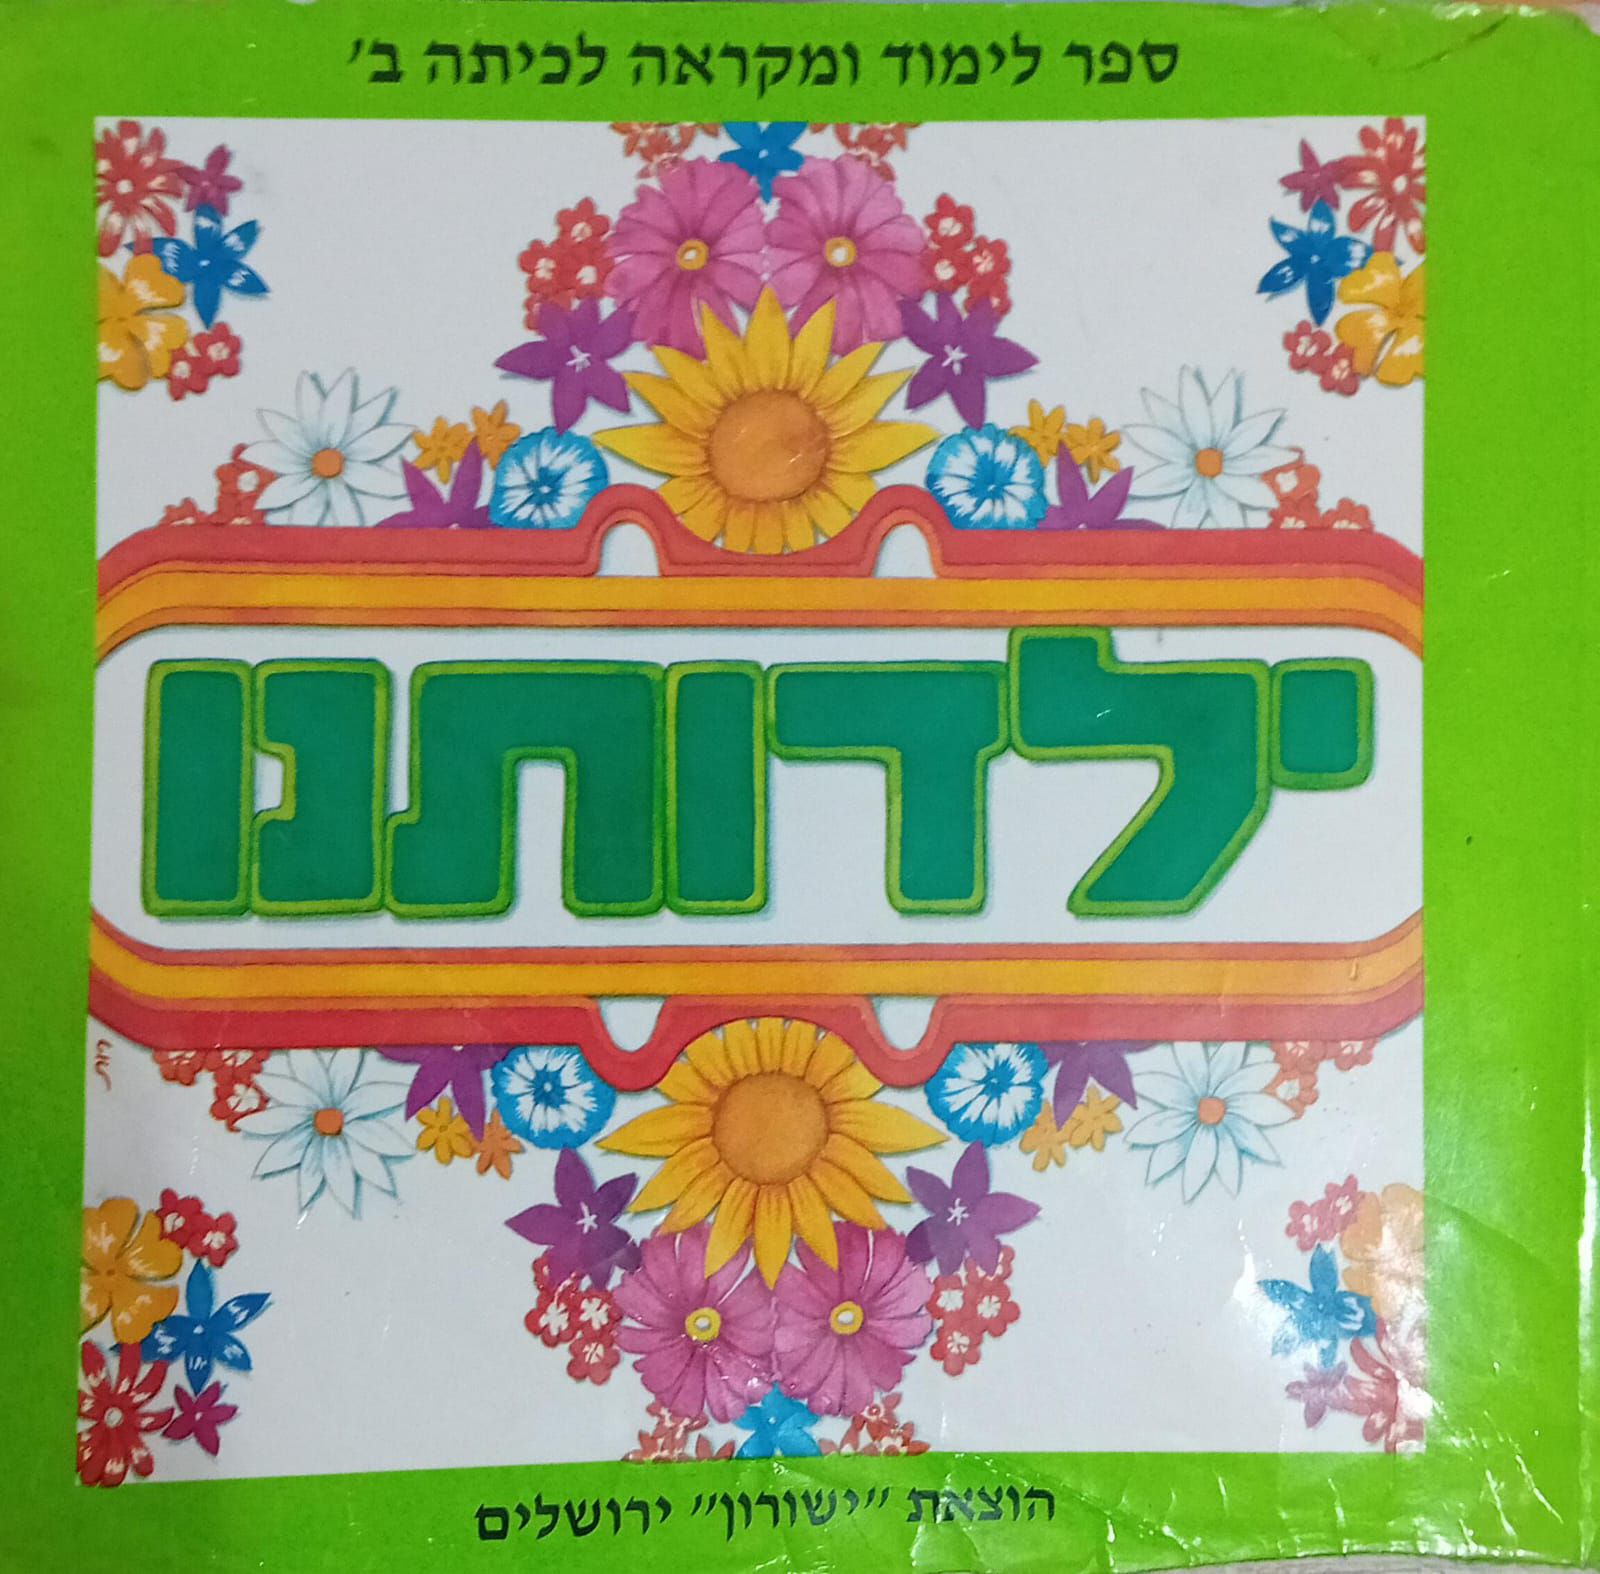 ספר לימוד ומקראה לכיתה ב'
ילדותנו
הוצאת "ישורון" ירושלים